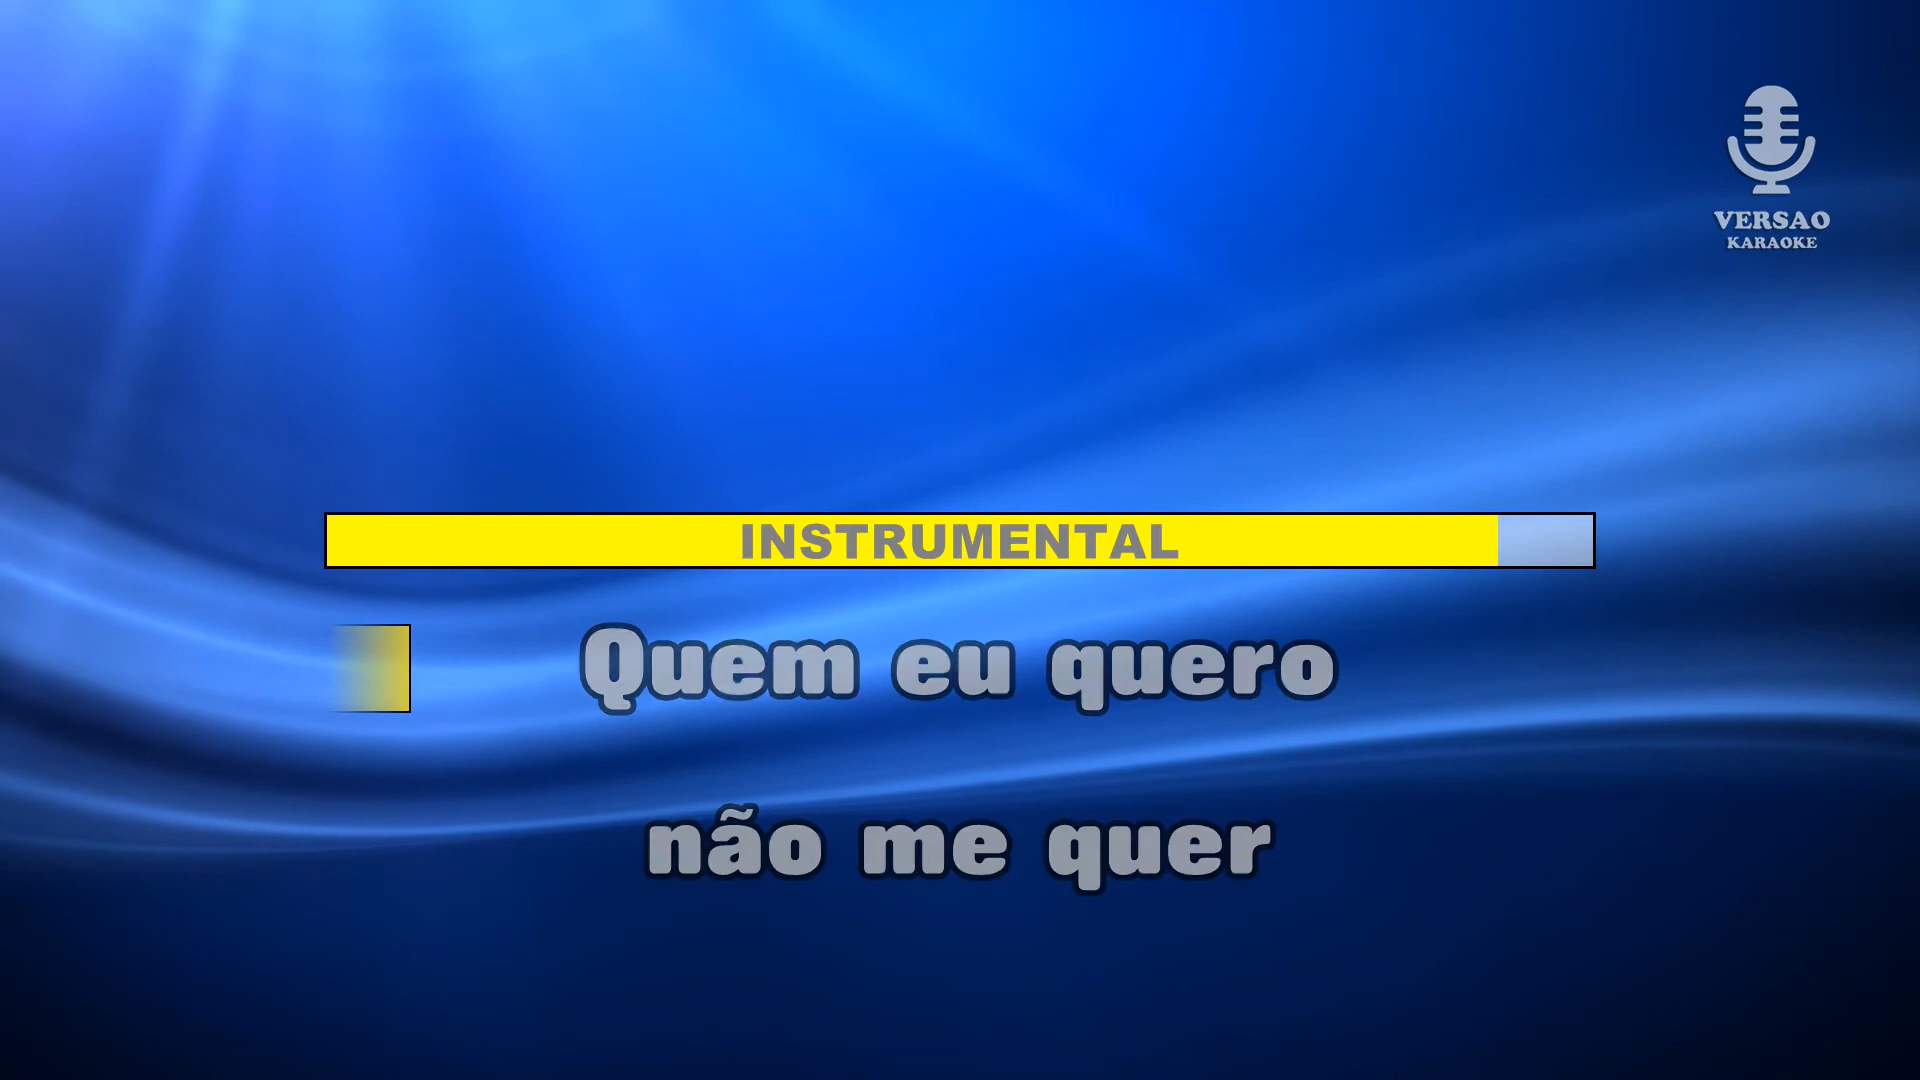 VERSAO
KARAOKE
INSTRUMENTAL
Quem eu quero
não me quer